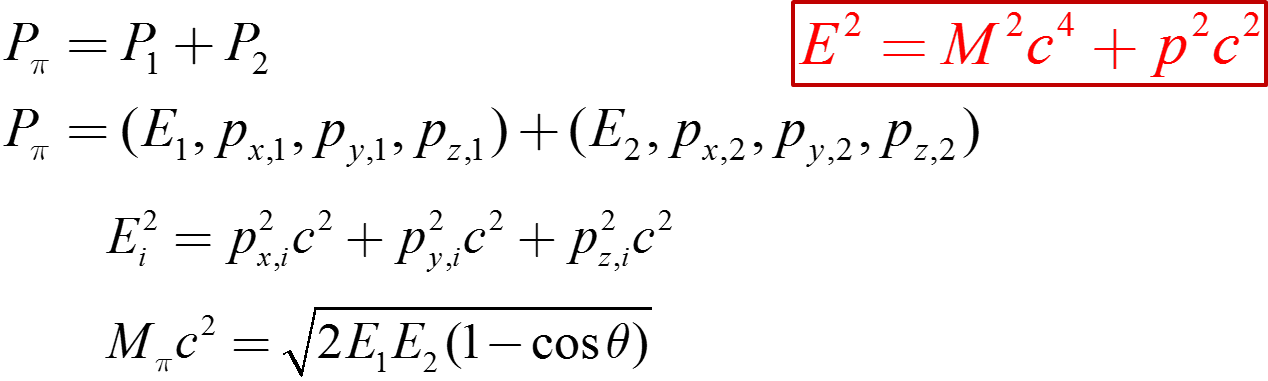 P_π = P_1 + P_2
E^2 = M^2c^4 + p^2c^2
P_π = (E_1, p_{x,1}, p_{y,1}, p_{z,1}) + (E_2, p_{x,2}, p_{y,2}, p_{z,2})
E_i^2 = p_{x,i}^2c^2 + p_{y,i}^2c^2 + p_{z,i}^2c^2
M_πc^2 = √(2E_1E_2(1 − cos θ))